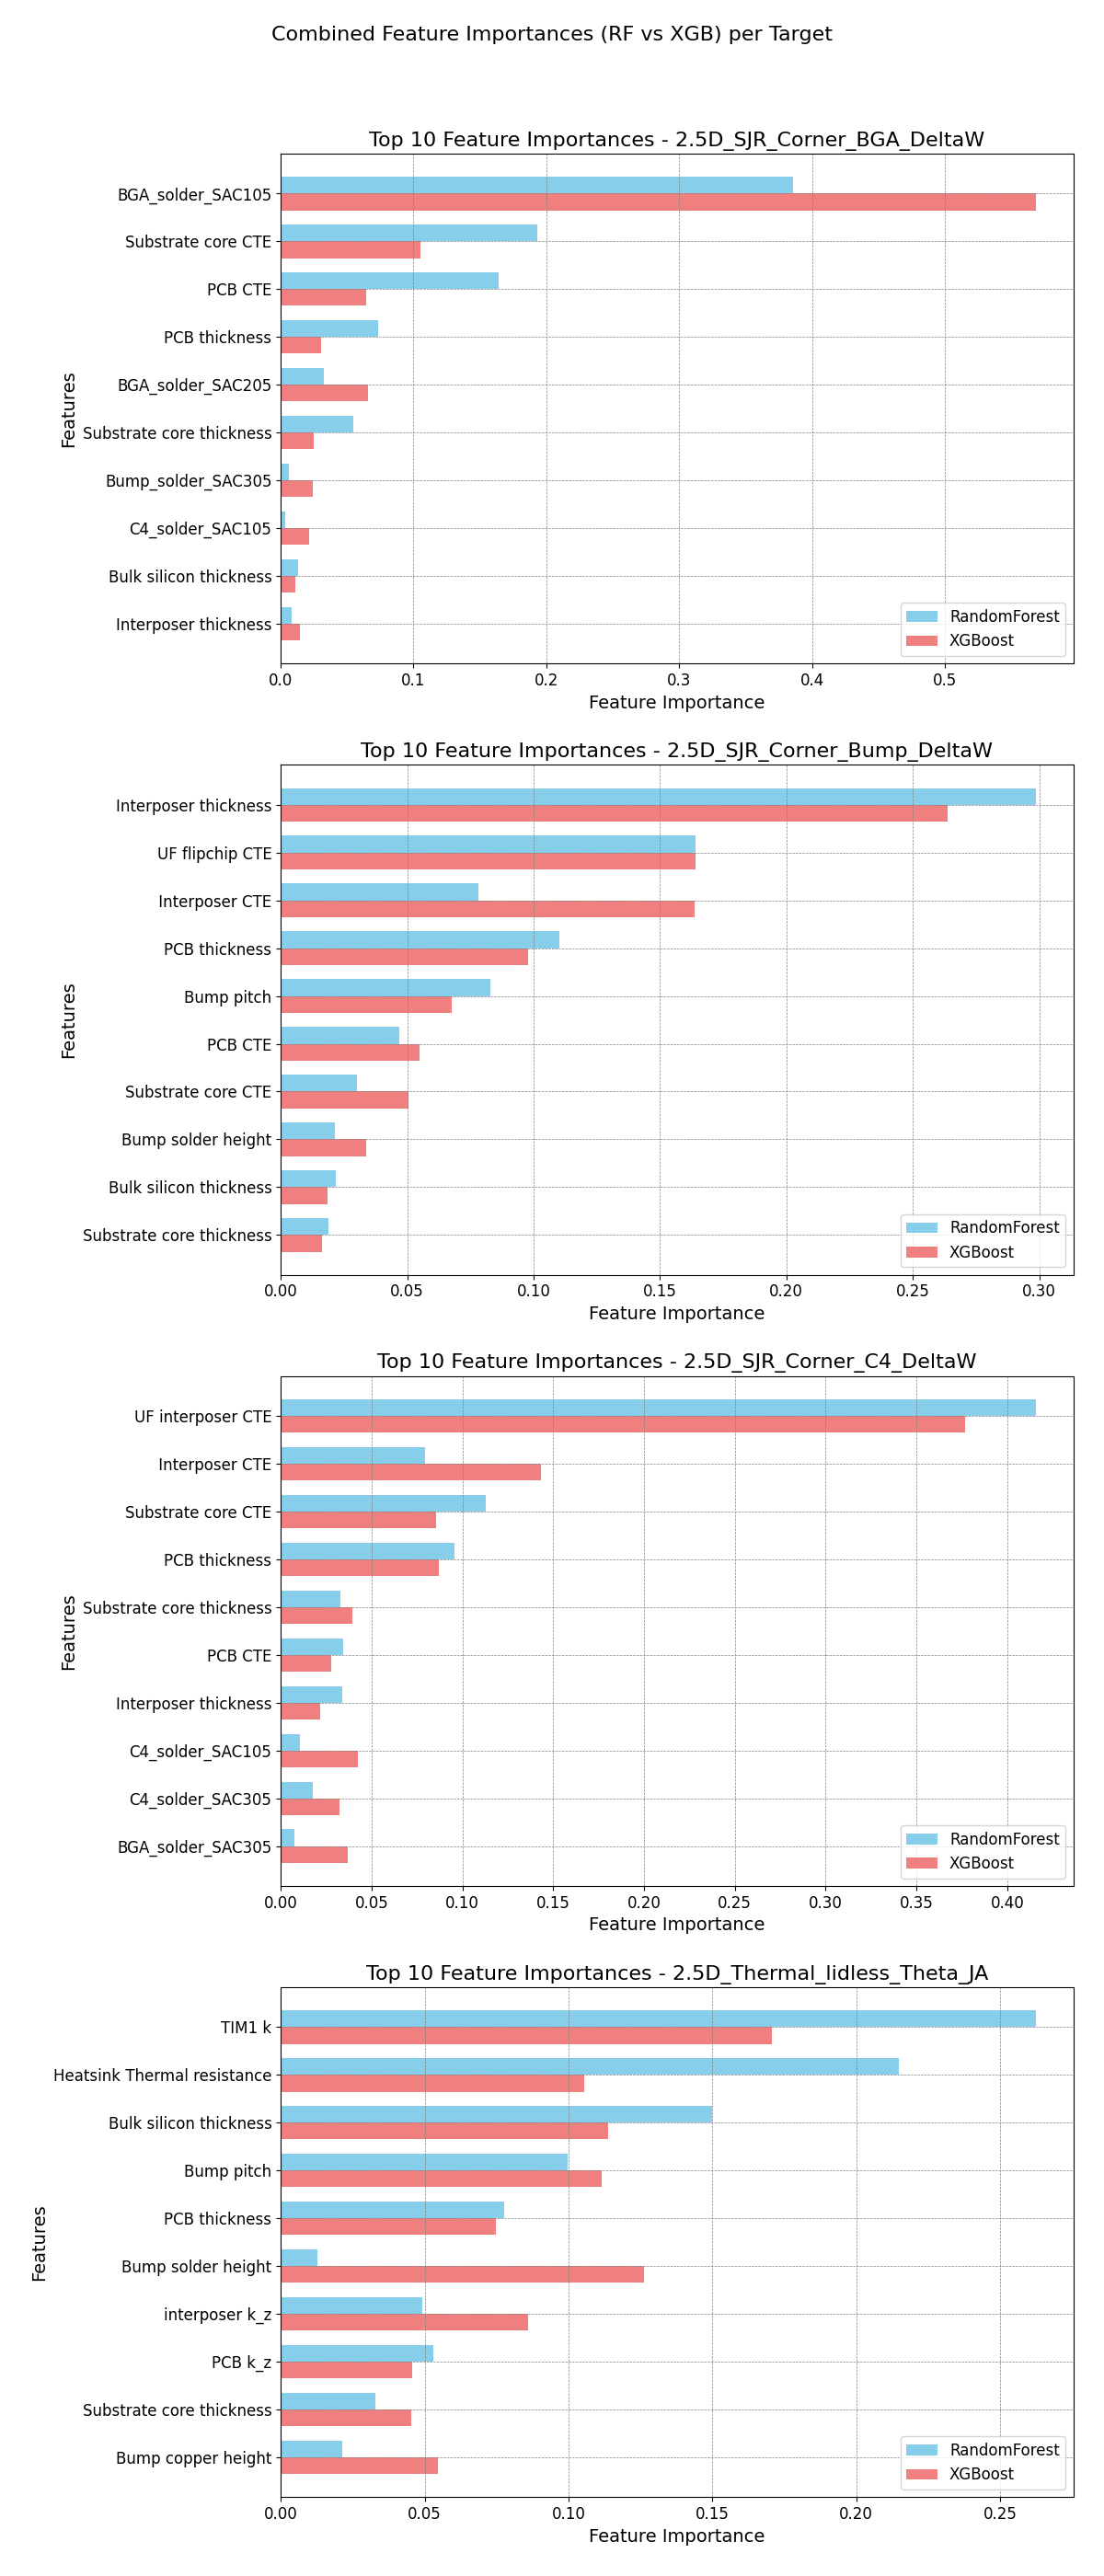 Combined Feature Importances (RF vs XGB) per Target
Top 10 Feature Importances - 2.5D_SJR_Corner_BGA_DeltaW
Features
BGA_solder_SAC105
Substrate core CTE
PCB CTE
PCB thickness
BGA_solder_SAC205
Substrate core thickness
Bump_solder_SAC305
C4_solder_SAC105
Bulk silicon thickness
Interposer thickness
RandomForest
XGBoost
0.0 0.1 0.2 0.3 0.4 0.5
Feature Importance
Top 10 Feature Importances - 2.5D_SJR_Corner_Bump_DeltaW
Features
Interposer thickness
UF flipchip CTE
Interposer CTE
PCB thickness
Bump pitch
PCB CTE
Substrate core CTE
Bump solder height
Bulk silicon thickness
Substrate core thickness
RandomForest
XGBoost
0.00 0.05 0.10 0.15 0.20 0.25 0.30
Feature Importance
Top 10 Feature Importances - 2.5D_SJR_Corner_C4_DeltaW
Features
UF interposer CTE
Interposer CTE
Substrate core CTE
PCB thickness
Substrate core thickness
PCB CTE
Interposer thickness
C4_solder_SAC105
C4_solder_SAC305
BGA_solder_SAC305
RandomForest
XGBoost
0.00 0.05 0.10 0.15 0.20 0.25 0.30 0.35 0.40
Feature Importance
Top 10 Feature Importances - 2.5D_Thermal_lidless_Theta_JA
Features
TIM1 k
Heatsink Thermal resistance
Bulk silicon thickness
Bump pitch
PCB thickness
Bump solder height
interposer k_z
PCB k_z
Substrate core thickness
Bump copper height
RandomForest
XGBoost
0.00 0.05 0.10 0.15 0.20 0.25
Feature Importance